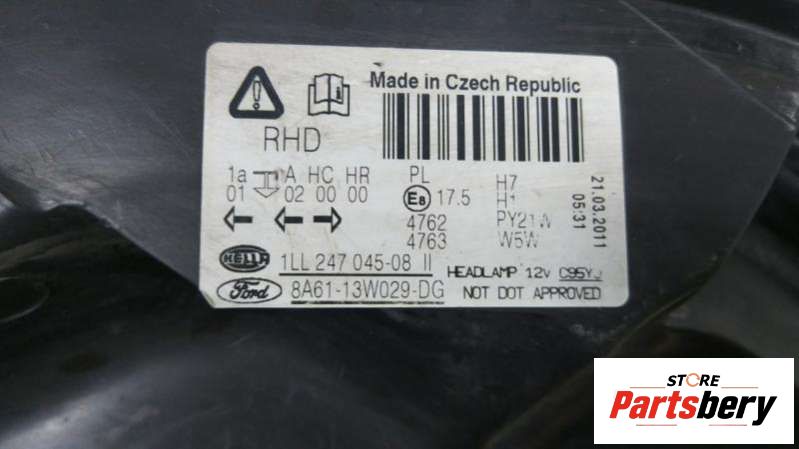 Made in Czech Republic
RHD
1a A HC HR PL H7
01 02 00 00 E8 17.5 H1
4762 PY21W
4763 W5W
21.03.2011
05:31
HELLA 1LL 247 045-08 II HEADLAMP 12V
Ford 8A61-13W029-DG NOT DOT APPROVED
STORE
Partsbery